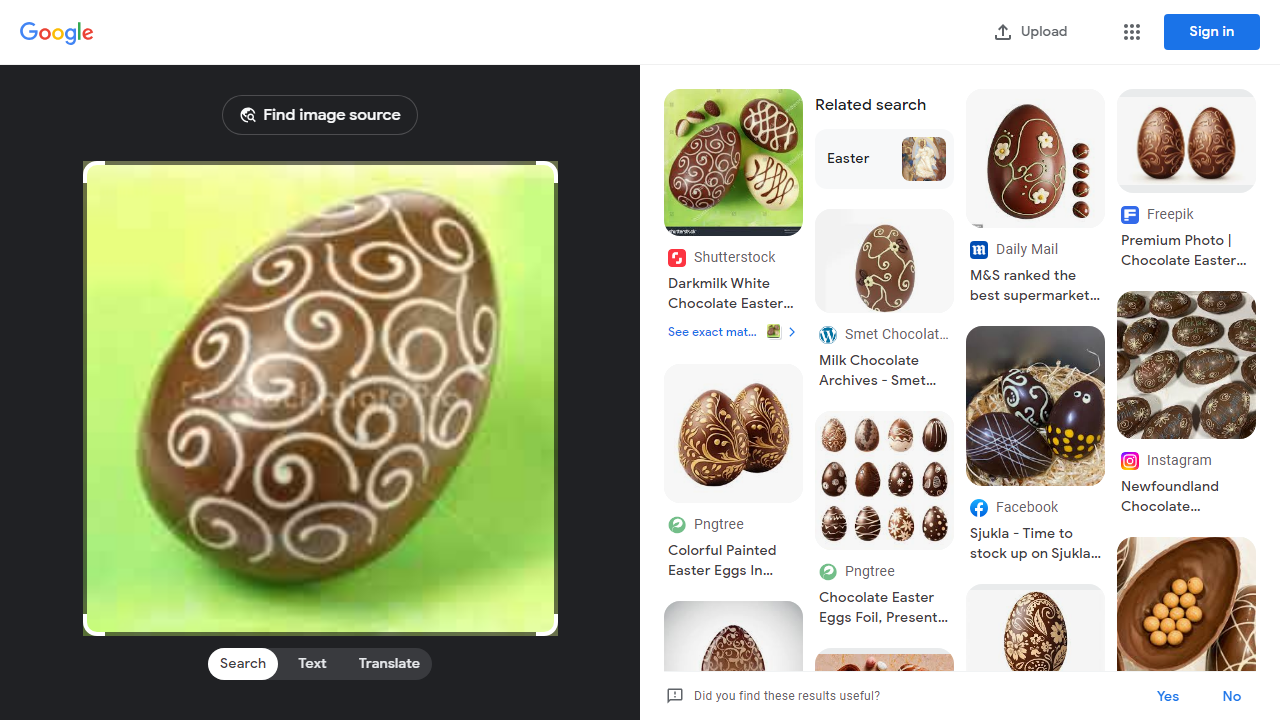 Google
Upload
Sign in
Find image source
Search
Text
Translate
Shutterstock
Darkmilk White
Chocolate Easter…
See exact mat…
Pngtree
Colorful Painted
Easter Eggs In…
Related search
Easter
Smet Chocolat…
Milk Chocolate
Archives - Smet…
Pngtree
Chocolate Easter
Eggs Foil, Present…
Daily Mail
M&S ranked the
best supermarket…
Facebook
Sjukla - Time to
stock up on Sjukla…
Freepik
Premium Photo |
Chocolate Easter…
Instagram
Newfoundland
Chocolate…
Did you find these results useful?
Yes
No